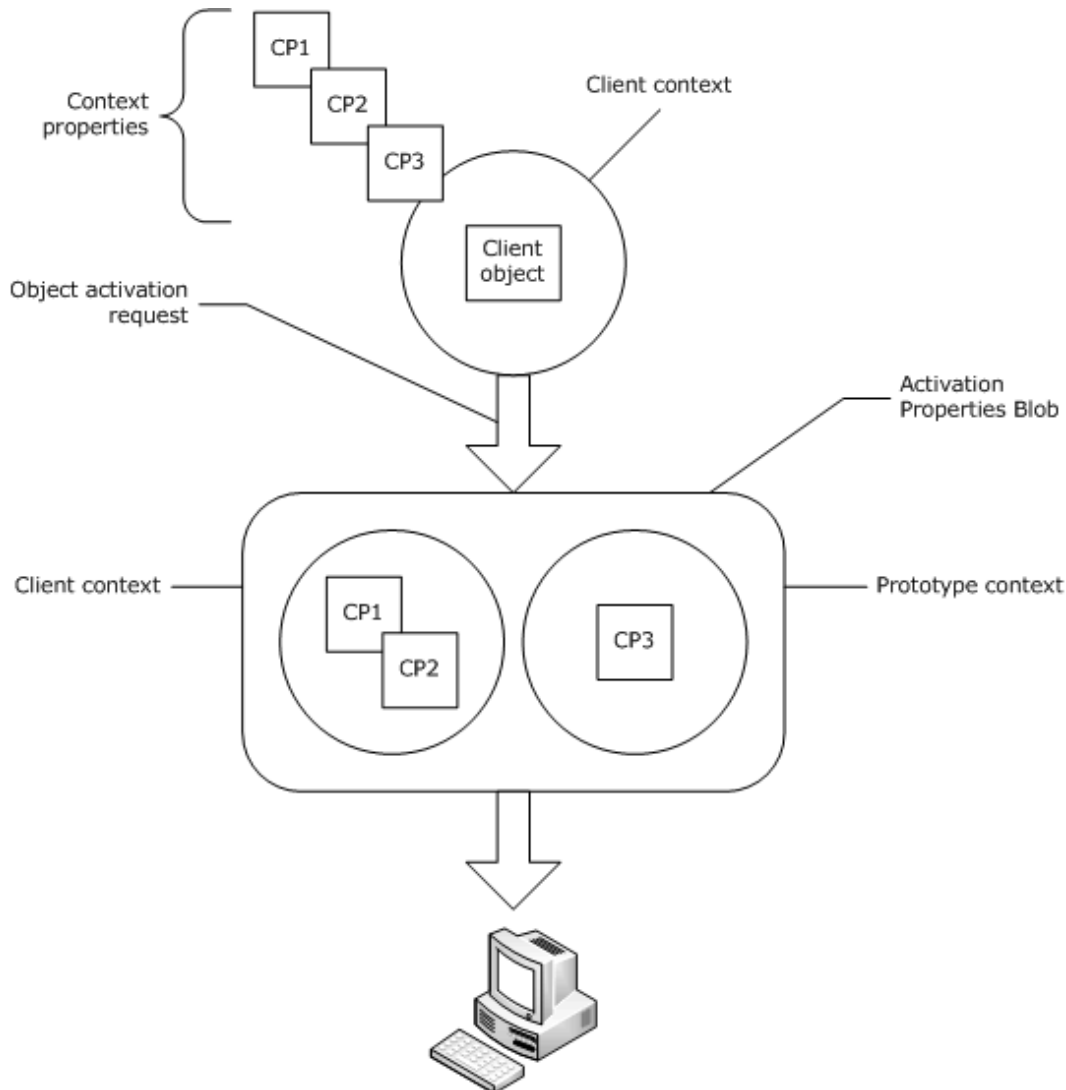 CP1
CP2
CP3
Context
properties
Client context
Client
object
Object activation
request
Activation
Properties Blob
Client context
CP1
CP2
CP3
Prototype context